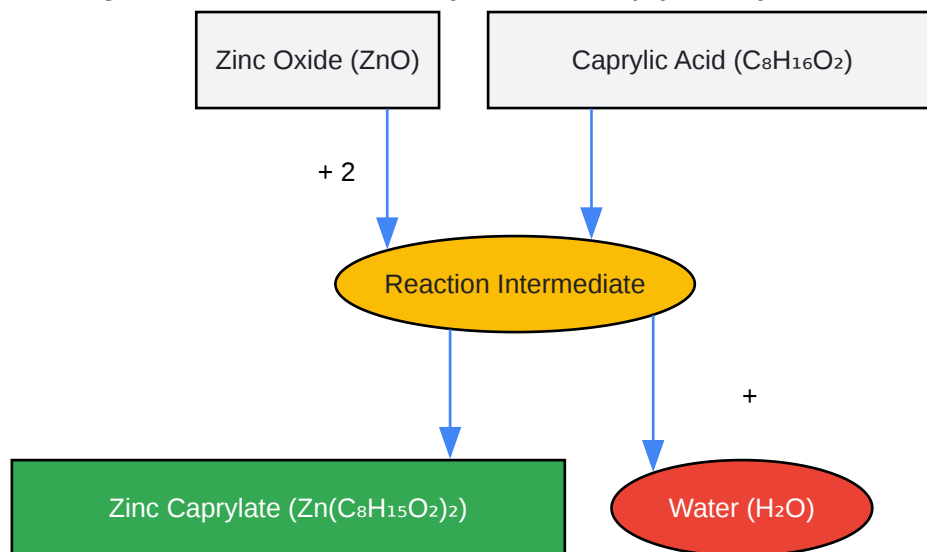 Zinc Oxide (ZnO)
Caprylic Acid (C₈H₁₆O₂)
+ 2
Reaction Intermediate
+
Zinc Caprylate (Zn(C₈H₁₅O₂)₂)
Water (H₂O)